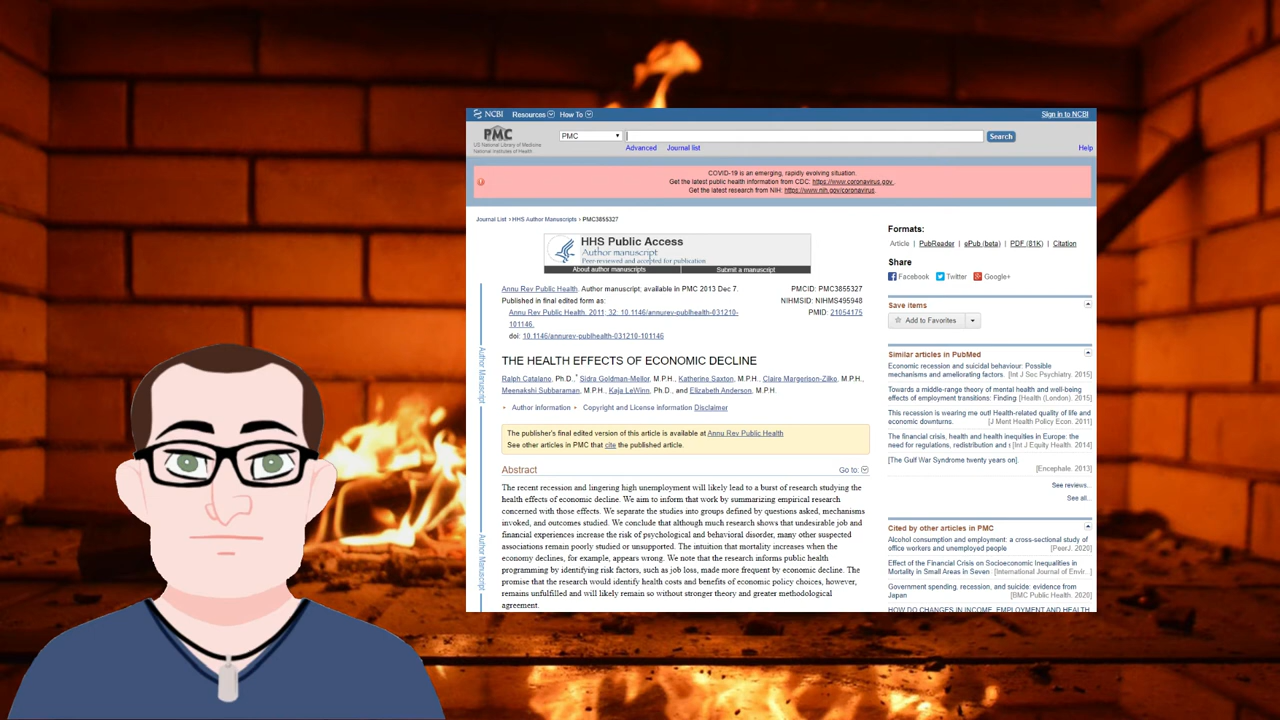 NCBI Resources How To Sign in to NCBI
PMC
US National Library of Medicine
National Institutes of Health
PMC Search
Advanced Journal list Help
COVID-19 is an emerging, rapidly evolving situation.
Get the latest public health information from CDC: https://www.coronavirus.gov.
Get the latest research from NIH: https://www.nih.gov/coronavirus.
Journal List > HHS Author Manuscripts > PMC3855327
HHS Public Access
Author manuscript
Peer-reviewed and accepted for publication
About author manuscripts Submit a manuscript
Author Manuscript
Author Manuscript
Annu Rev Public Health. Author manuscript; available in PMC 2013 Dec 7.
Published in final edited form as:
Annu Rev Public Health. 2011; 32: 10.1146/annurev-publhealth-031210-
101146.
doi: 10.1146/annurev-publhealth-031210-101146
PMCID: PMC3855327
NIHMSID: NIHMS495948
PMID: 21054175
THE HEALTH EFFECTS OF ECONOMIC DECLINE
Ralph Catalano, Ph.D.,* Sidra Goldman-Mellor, M.P.H., Katherine Saxton, M.P.H., Claire Margerison-Zilko, M.P.H.,
Meenakshi Subbaraman, M.P.H., Kaja LeWinn, Ph.D., and Elizabeth Anderson, M.P.H.
Author information Copyright and License information Disclaimer
The publisher's final edited version of this article is available at Annu Rev Public Health
See other articles in PMC that cite the published article.
Abstract Go to:
The recent recession and lingering high unemployment will likely lead to a burst of research studying the
health effects of economic decline. We aim to inform that work by summarizing empirical research
concerned with those effects. We separate the studies into groups defined by questions asked, mechanisms
invoked, and outcomes studied. We conclude that although much research shows that undesirable job and
financial experiences increase the risk of psychological and behavioral disorder, many other suspected
associations remain poorly studied or unsupported. The intuition that mortality increases when the
economy declines, for example, appears wrong. We note that the research informs public health
programming by identifying risk factors, such as job loss, made more frequent by economic decline. The
promise that the research would identify health costs and benefits of economic policy choices, however,
remains unfulfilled and will likely remain so without stronger theory and greater methodological
agreement.
Formats:
Article | PubReader | ePub (beta) | PDF (81K) | Citation
Share
Facebook Twitter Google+
Save items
Add to Favorites
Similar articles in PubMed
Economic recession and suicidal behaviour: Possible
mechanisms and ameliorating factors. [Int J Soc Psychiatry. 2015]
Towards a middle-range theory of mental health and well-being
effects of employment transitions: Finding [Health (London). 2015]
This recession is wearing me out! Health-related quality of life and
economic downturns. [J Ment Health Policy Econ. 2011]
The financial crisis, health and health inequities in Europe: the
need for regulations, redistribution and s [Int J Equity Health. 2014]
[The Gulf War Syndrome twenty years on].
[Encephale. 2013]
See reviews...
See all...
Cited by other articles in PMC
Alcohol consumption and employment: a cross-sectional study of
office workers and unemployed people [PeerJ. 2020]
Effect of the Financial Crisis on Socioeconomic Inequalities in
Mortality in Small Areas in Seven [International Journal of Envir...]
Government spending, recession, and suicide: evidence from
Japan [BMC Public Health. 2020]
HOW DO CHANGES IN INCOME, EMPLOYMENT AND HEALTH